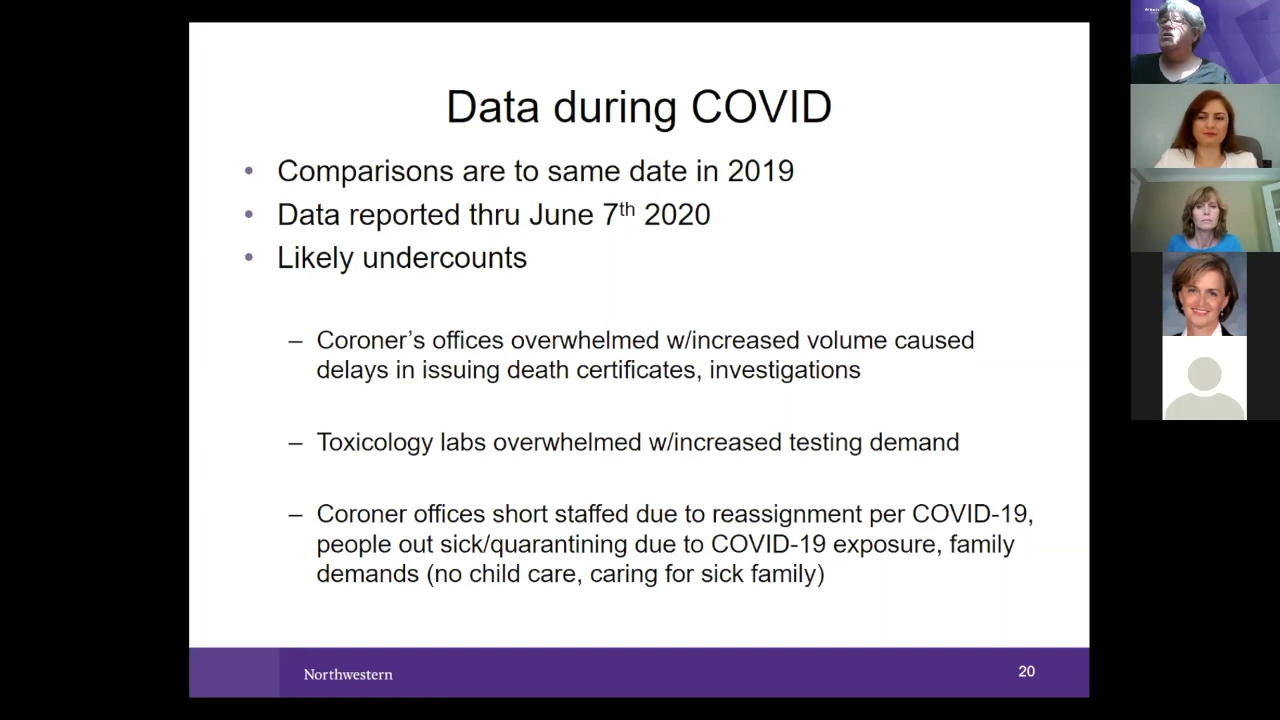 Data during COVID
• Comparisons are to same date in 2019
• Data reported thru June 7th 2020
• Likely undercounts
– Coroner’s offices overwhelmed w/increased volume caused
delays in issuing death certificates, investigations
– Toxicology labs overwhelmed w/increased testing demand
– Coroner offices short staffed due to reassignment per COVID-19,
people out sick/quarantining due to COVID-19 exposure, family
demands (no child care, caring for sick family)
Northwestern
20